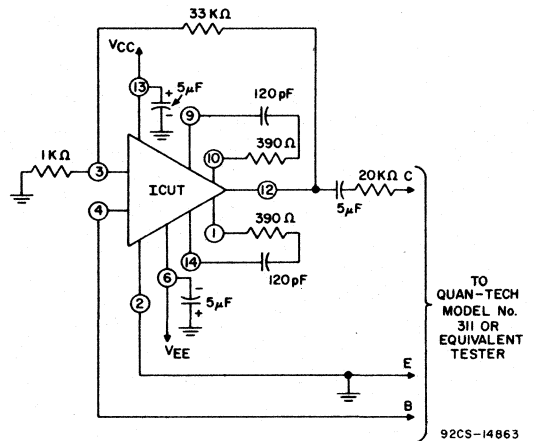 33KΩ
VCC
5µF
+
-
13
9
120pF
10
390Ω
1KΩ
3
ICUT
12
20KΩ
C
5µF
4
1
390Ω
14
120pF
6
-
5µF
+
2
VEE
TO
QUAN-TECH
MODEL No.
311 OR
EQUIVALENT
TESTER
E
B
92CS-14863